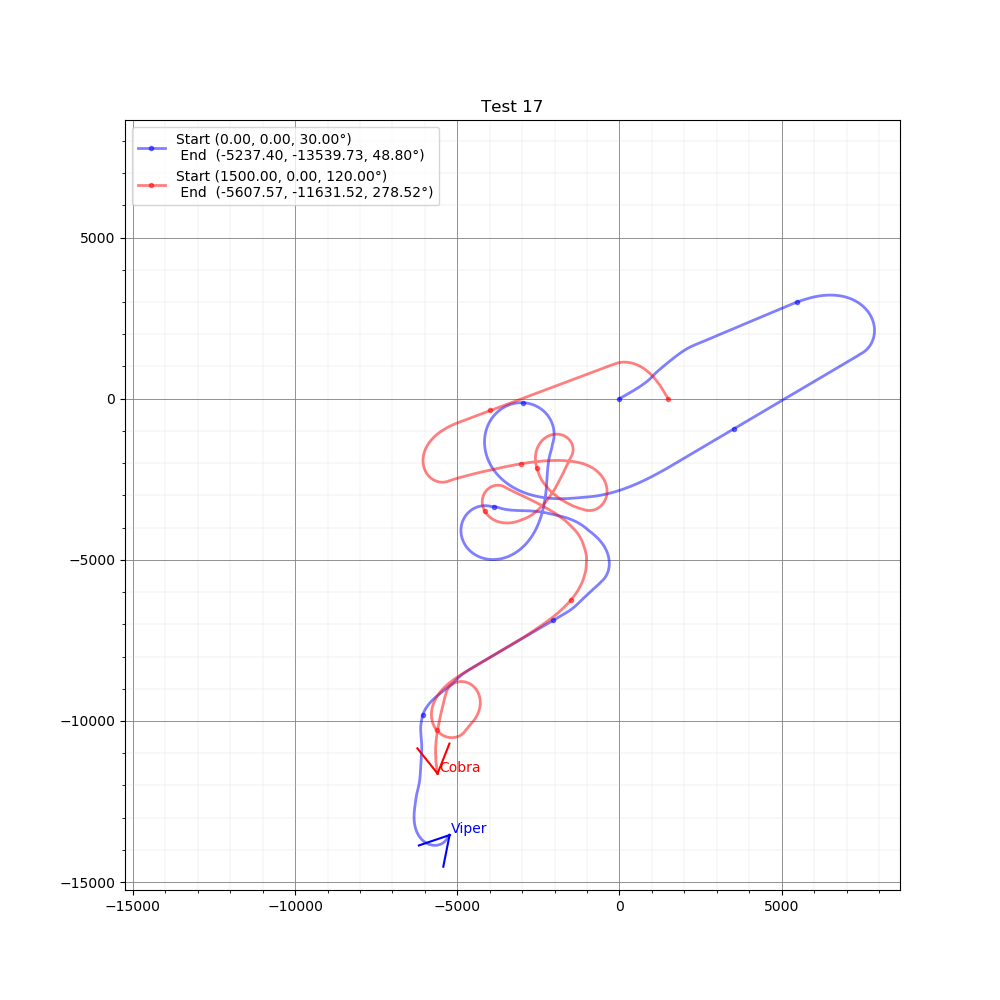 Test 17
Start (0.00, 0.00, 30.00°)
End  (-5237.40, -13539.73, 48.80°)
Start (1500.00, 0.00, 120.00°)
End  (-5607.57, -11631.52, 278.52°)
5000
0
−5000
−10000
−15000
Cobra
Viper
−15000
−10000
−5000
0
5000